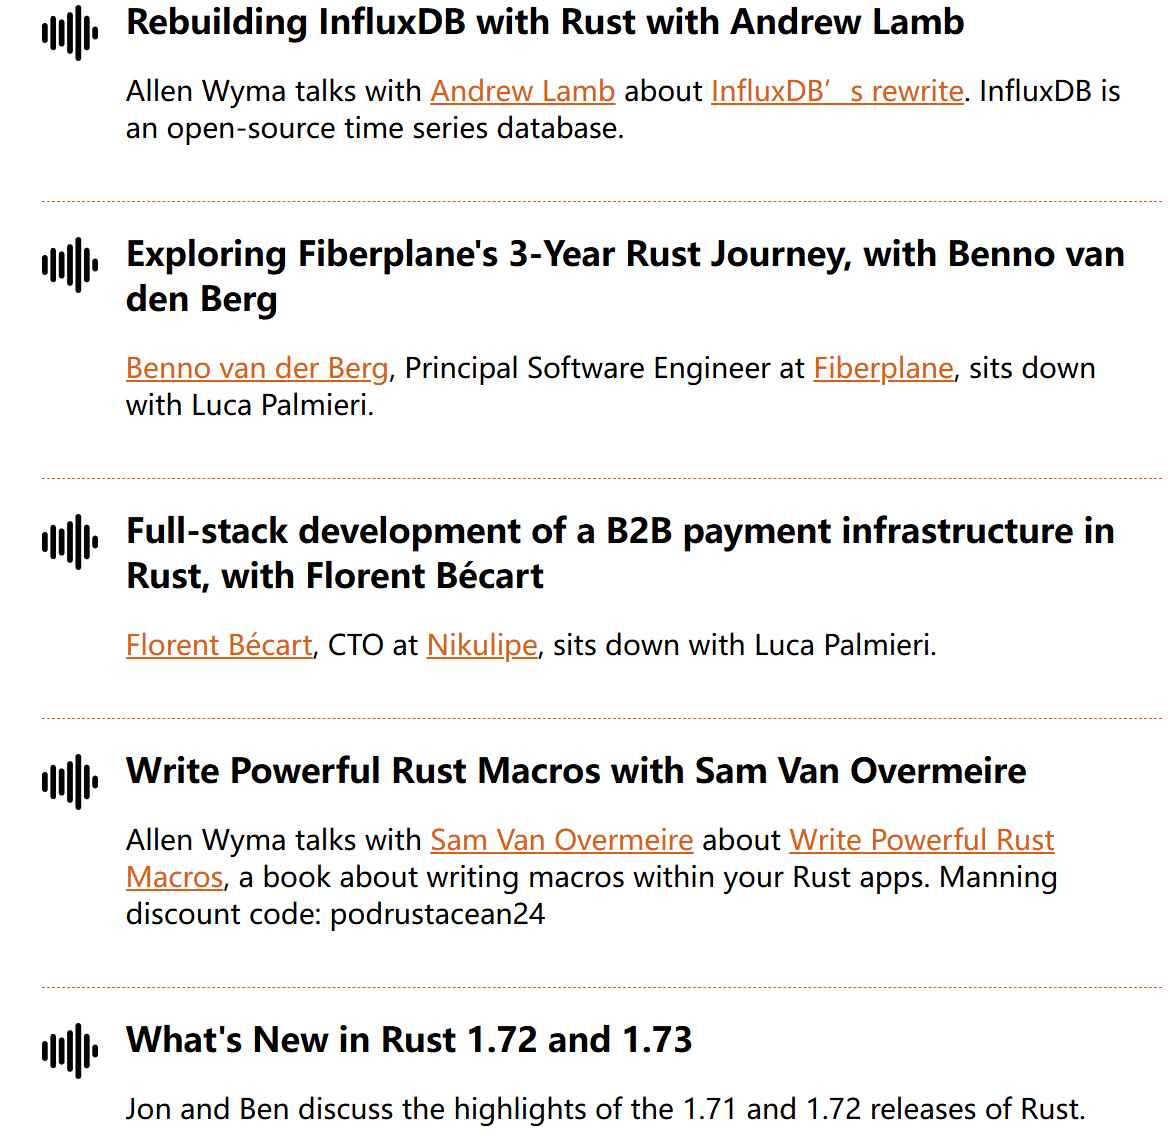 Rebuilding InfluxDB with Rust with Andrew Lamb
Allen Wyma talks with Andrew Lamb about InfluxDB’s rewrite. InfluxDB is
an open-source time series database.
Exploring Fiberplane's 3-Year Rust Journey, with Benno van
den Berg
Benno van der Berg, Principal Software Engineer at Fiberplane, sits down
with Luca Palmieri.
Full-stack development of a B2B payment infrastructure in
Rust, with Florent Bécart
Florent Bécart, CTO at Nikulipe, sits down with Luca Palmieri.
Write Powerful Rust Macros with Sam Van Overmeire
Allen Wyma talks with Sam Van Overmeire about Write Powerful Rust
Macros, a book about writing macros within your Rust apps. Manning
discount code: podrustacean24
What's New in Rust 1.72 and 1.73
Jon and Ben discuss the highlights of the 1.71 and 1.72 releases of Rust.